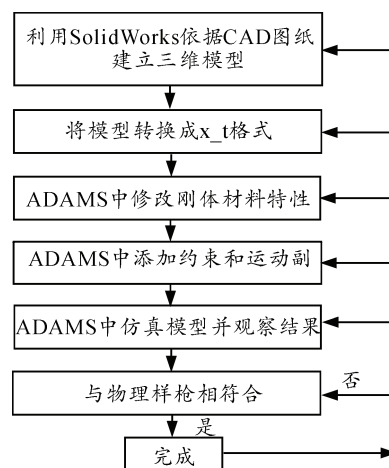 利用SolidWorks依据CAD图纸
建立三维模型
将模型转换成x_t格式
ADAMS中修改刚体材料特性
ADAMS中添加约束和运动副
ADAMS中仿真模型并观察结果
与物理样枪相符合
否
是
完成